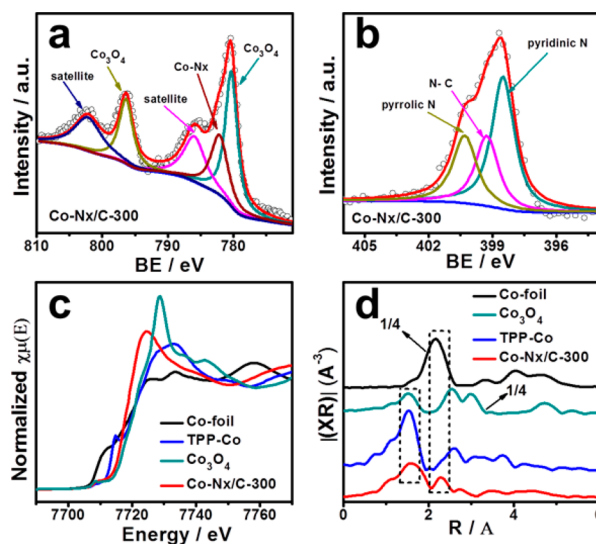 a
Co₃O₄
Co₃O₄
Co-Nx
satellite
satellite
Intensity / a.u.
Co-Nx/C-300
810 800 790 780
BE / eV
b
pyridinic N
N- C
pyrrolic N
Intensity / a.u.
Co-Nx/C-300
405 402 399 396
BE / eV
c
Normalized χμ(E)
Co-foil
TPP-Co
Co₃O₄
Co-Nx/C-300
7700 7720 7740 7760
Energy / eV
d
Co-foil
Co₃O₄
TPP-Co
Co-Nx/C-300
1/4
1/4
|(XR)| (A⁻³)
0 2 4 6
R / A